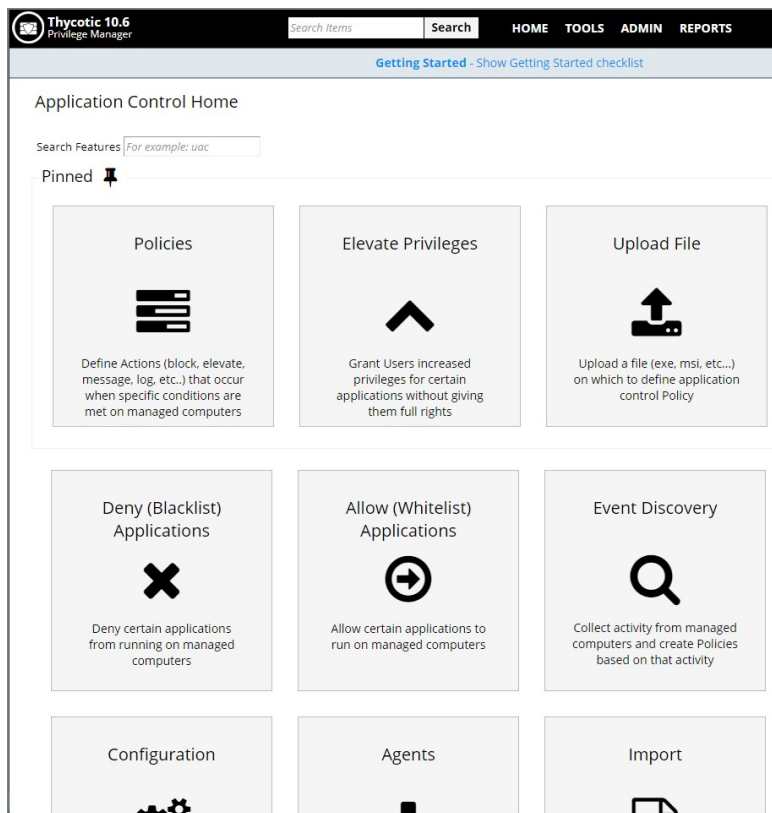 Thycotic 10.6
Privilege Manager
Search Items
Search
HOME TOOLS ADMIN REPORTS
Getting Started - Show Getting Started checklist
Application Control Home
Search Features For example: uac
Pinned
Policies
Define Actions (block, elevate,
message, log, etc..) that occur
when specific conditions are
met on managed computers
Elevate Privileges
Grant Users increased
privileges for certain
applications without giving
them full rights
Upload File
Upload a file (exe, msi, etc...)
on which to define application
control Policy
Deny (Blacklist)
Applications
Deny certain applications
from running on managed
computers
Allow (Whitelist)
Applications
Allow certain applications to
run on managed computers
Event Discovery
Collect activity from managed
computers and create Policies
based on that activity
Configuration
Agents
Import